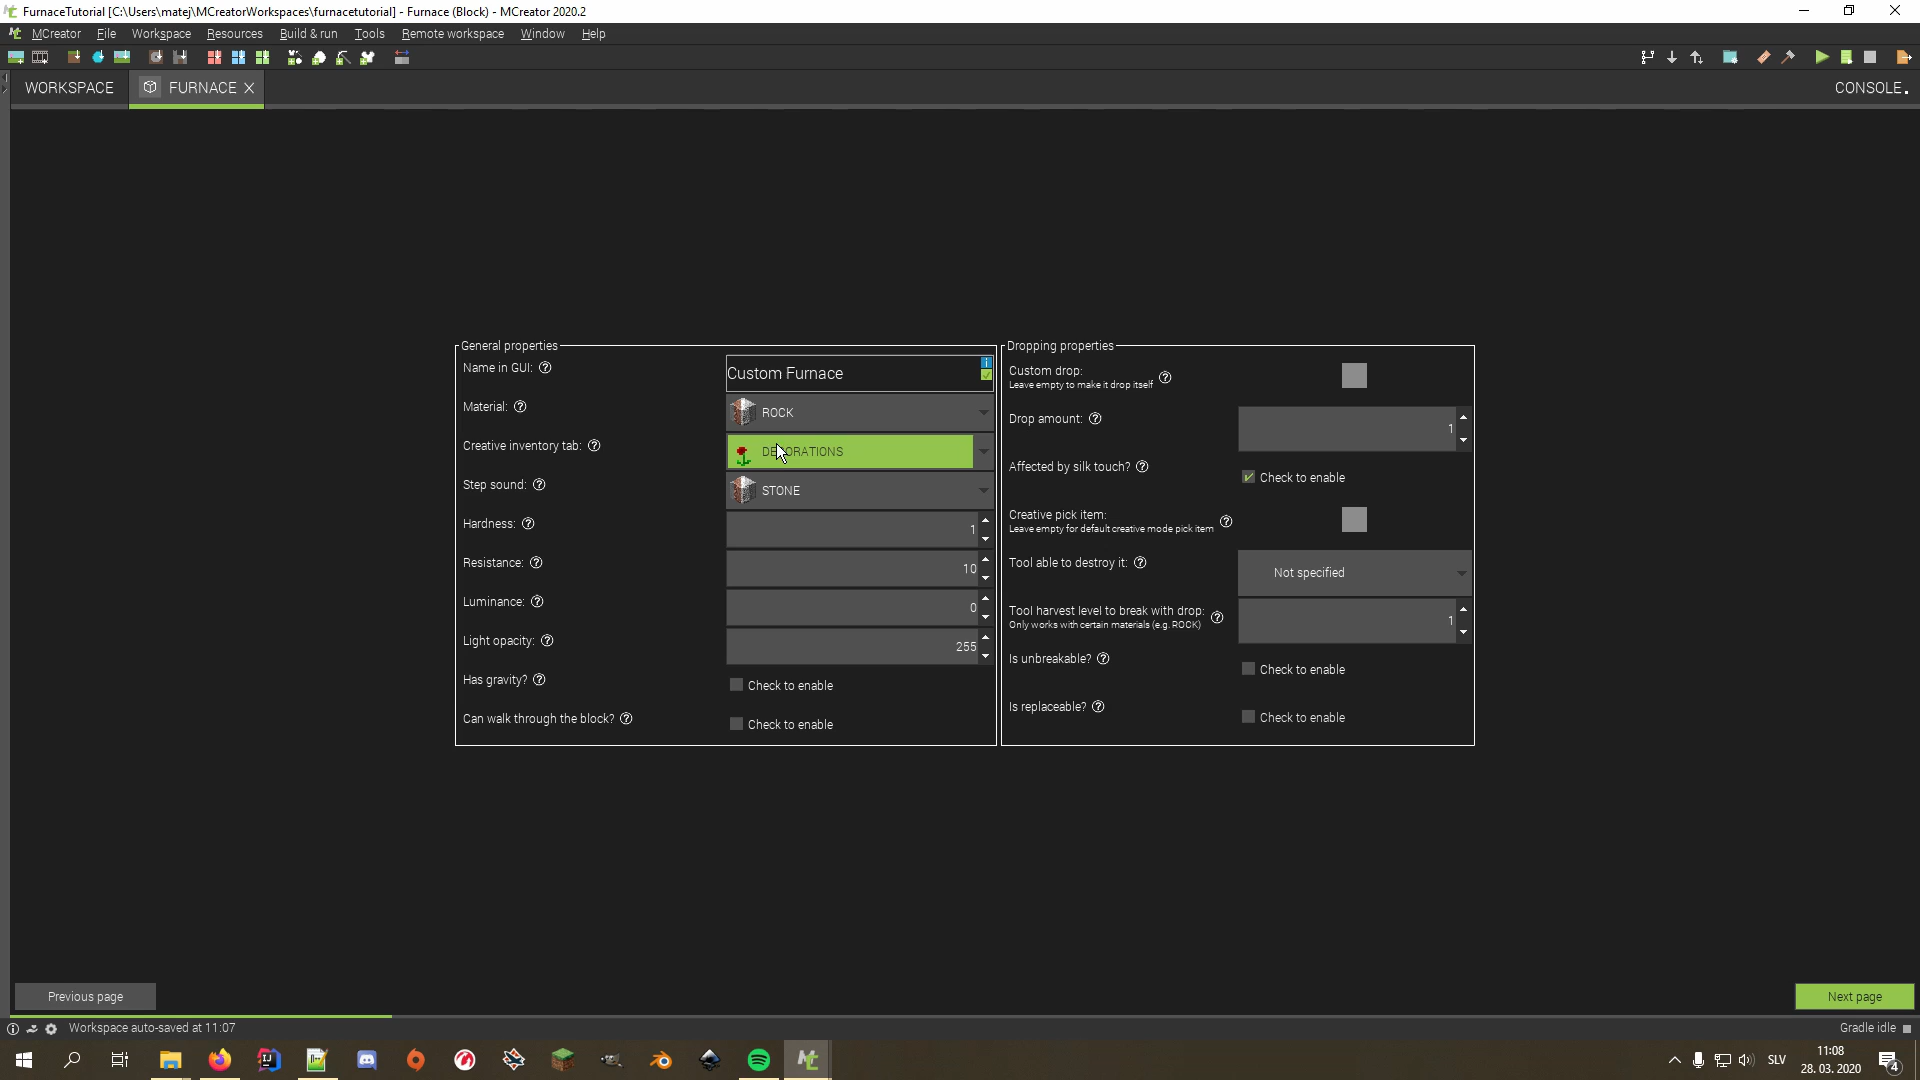 FurnaceTutorial [C:\Users\matej\MCreatorWorkspaces\furnacetutorial] - Furnace (Block) - MCreator 2020.2
MCreator File Workspace Resources Build & run Tools Remote workspace Window Help
WORKSPACE FURNACE CONSOLE
General properties
Name in GUI: Custom Furnace
Material: ROCK
Creative inventory tab: DECORATIONS
Step sound: STONE
Hardness: 1
Resistance: 10
Luminance: 0
Light opacity: 255
Has gravity? Check to enable
Can walk through the block? Check to enable
Dropping properties
Custom drop:
Leave empty to make it drop itself
Drop amount: 1
Affected by silk touch? Check to enable
Creative pick item:
Leave empty for default creative mode pick item
Tool able to destroy it: Not specified
Tool harvest level to break with drop: 1
Only works with certain materials (e.g. ROCK)
Is unbreakable? Check to enable
Is replaceable? Check to enable
Previous page Next page
Workspace auto-saved at 11:07 Gradle idle
SLV 11:08
28. 03. 2020 4